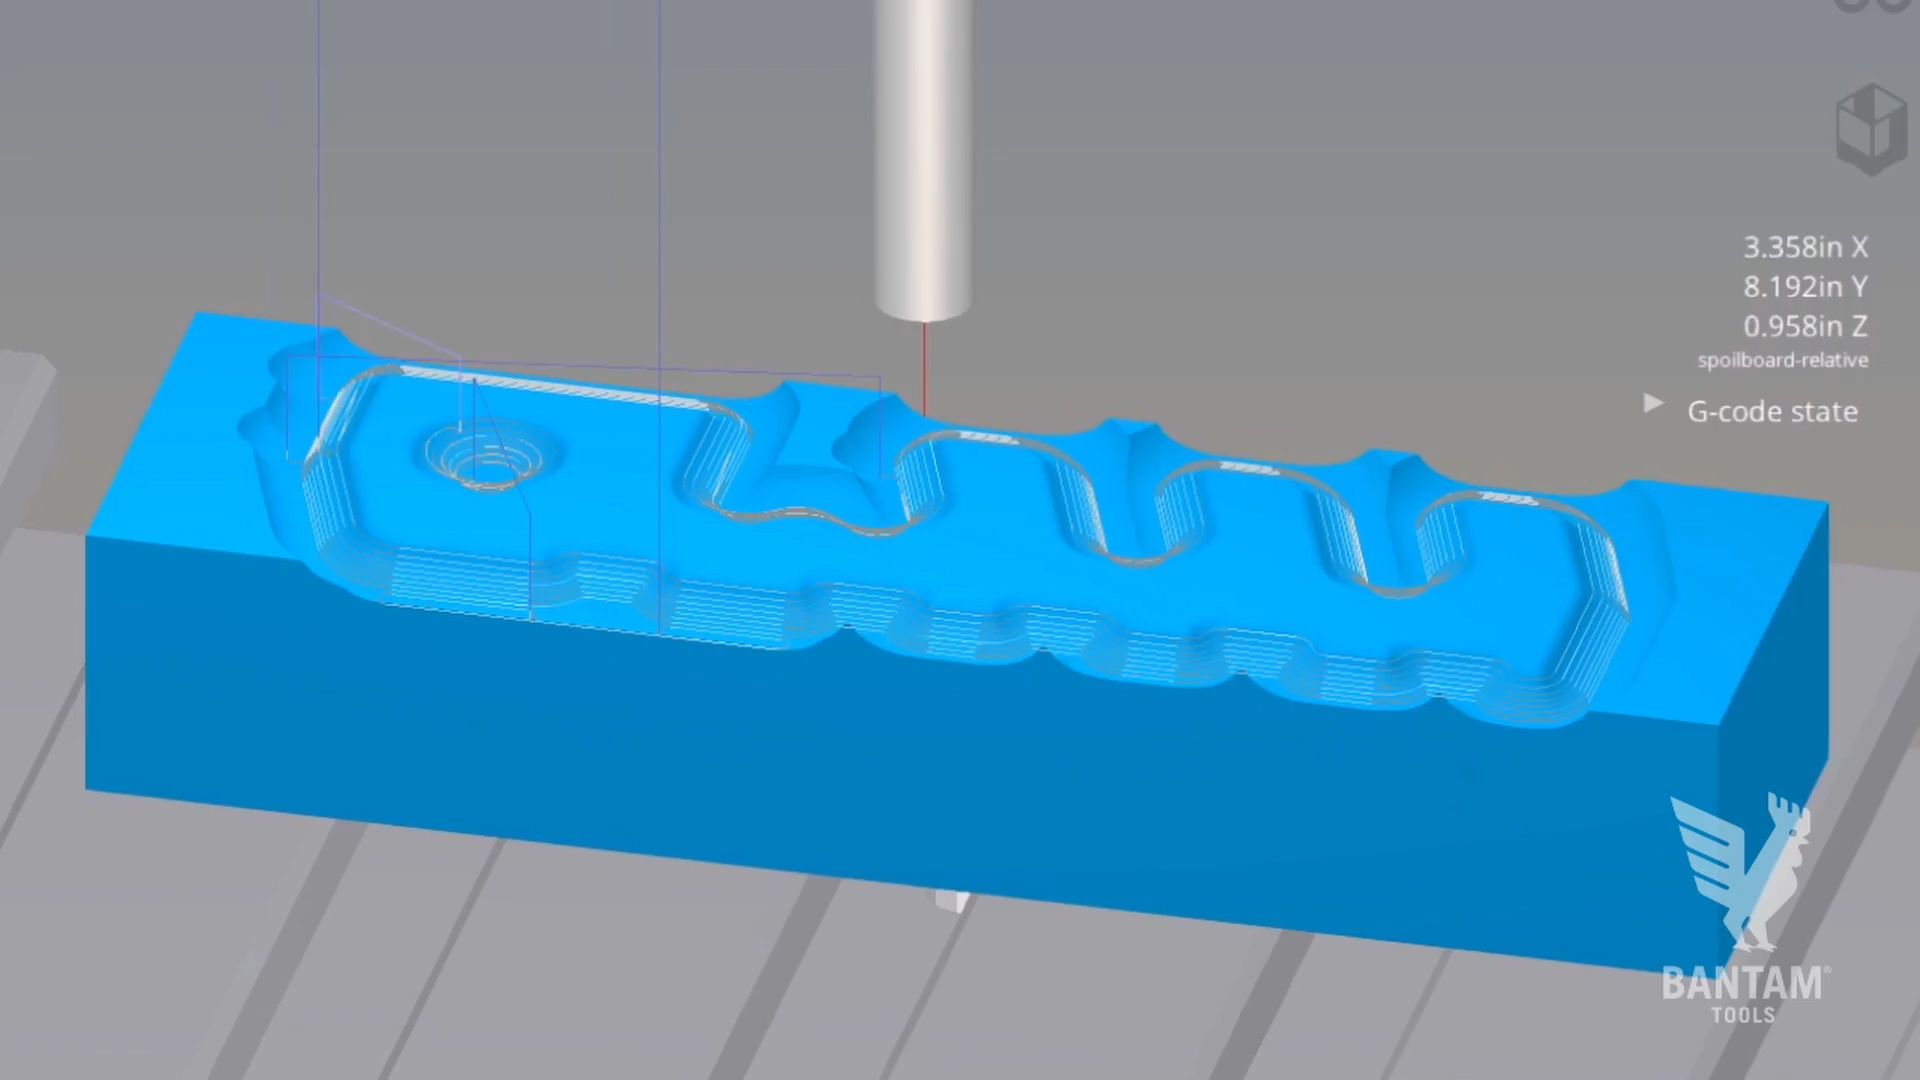 3.358in X
8.192in Y
0.958in Z
spoilboard-relative
G-code state
BANTAM®
TOOLS